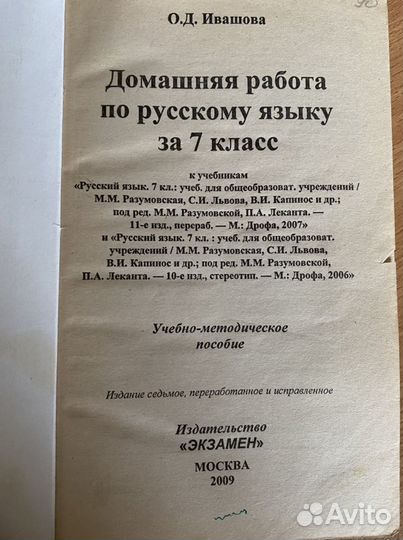 О.Д. Ивашова
Домашняя работа
по русскому языку
за 7 класс
к учебникам
«Русский язык. 7 кл.: учеб. для общеобразоват. учреждений /
М.М. Разумовская, С.И. Львова, В.И. Капинос и др.;
под ред. М.М. Разумовской, П.А. Леканта. —
11-е изд., перераб. — М.: Дрофа, 2007»
и «Русский язык. 7 кл. : учеб. для общеобразоват.
учреждений / М.М. Разумовская, С.И. Львова,
В.И. Капинос и др.; под ред. М.М. Разумовской,
П.А. Леканта. — 10-е изд., стереотип. — М.: Дрофа, 2006»
Учебно-методическое
пособие
Издание седьмое, переработанное и исправленное
Издательство
«ЭКЗАМЕН»
МОСКВА
2009
Avito